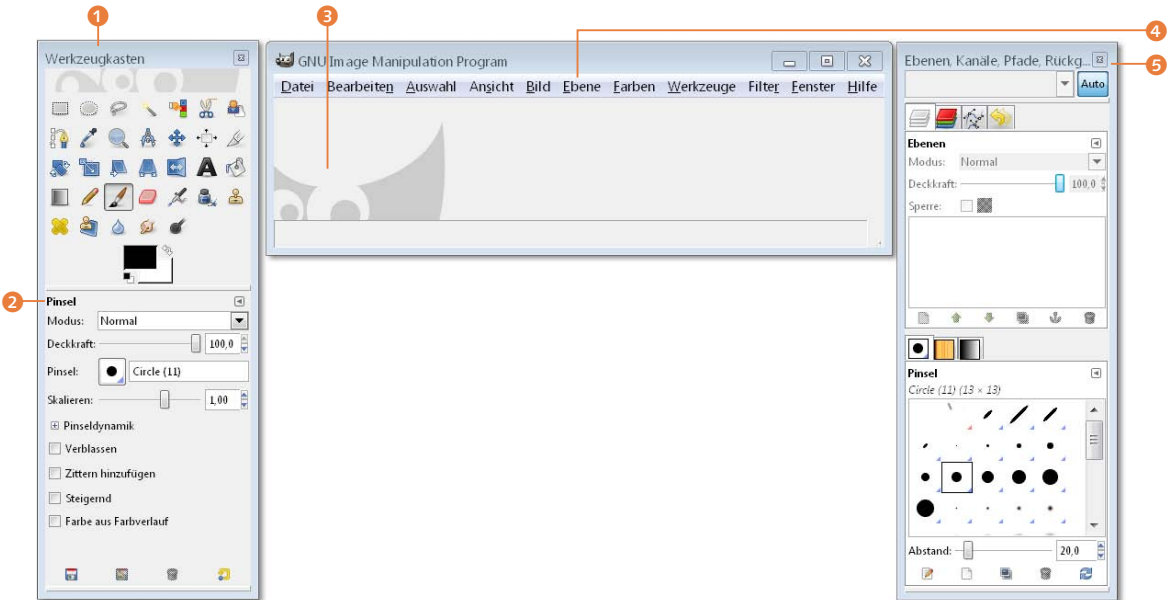 1
3
4
5
2
Werkzeugkasten
Pinsel
Modus: Normal
Deckkraft: 100,0
Pinsel: Circle (11)
Skalieren: 1,00
Pinseldynamik
Verblassen
Zittern hinzufügen
Steigernd
Farbe aus Farbverlauf
GNU Image Manipulation Program
Datei Bearbeiten Auswahl Ansicht Bild Ebene Farben Werkzeuge Filter Fenster Hilfe
Ebenen, Kanäle, Pfade, Rückg...
Auto
Ebenen
Modus: Normal
Deckkraft: 100,0
Sperre:
Pinsel
Circle (11) (13 × 13)
Abstand: 20,0